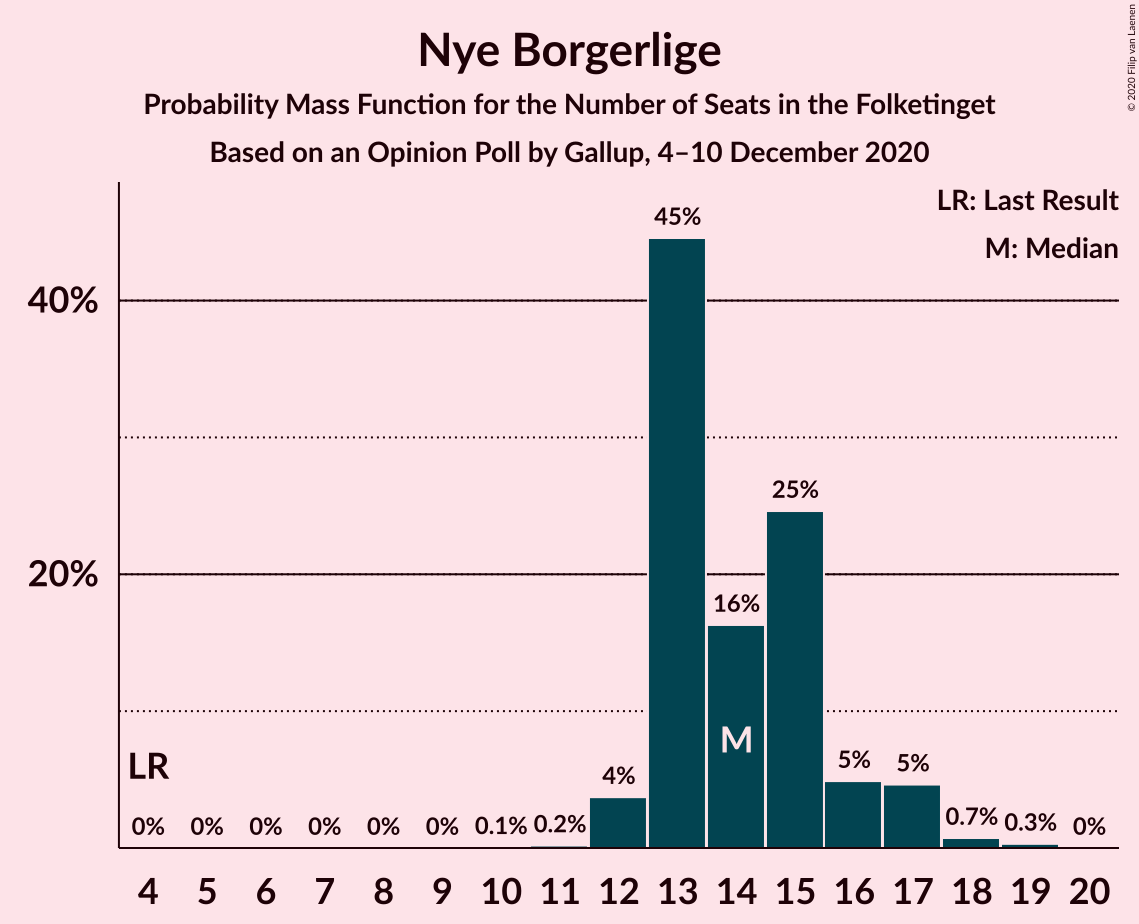 Nye Borgerlige
Probability Mass Function for the Number of Seats in the Folketinget
Based on an Opinion Poll by Gallup, 4–10 December 2020
© 2020 Filip van Laenen
LR: Last Result
M: Median
45%
40%
25%
20%
16%
M
LR
0% 0% 0% 0% 0% 0% 0.1% 0.2% 4% 5% 5% 0.7% 0.3% 0%
4 5 6 7 8 9 10 11 12 13 14 15 16 17 18 19 20